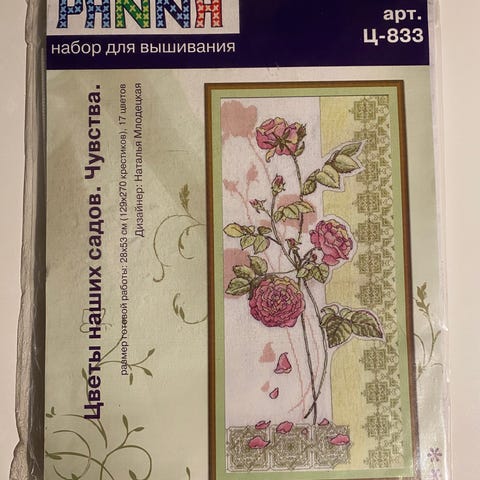 PANNA
набор для вышивания
арт.
Ц-833
Цветы наших садов. Чувства.
размер готовой работы: 28х53 см (129х270 крестиков), 17 цветов
Дизайнер: Наталья Млодецкая